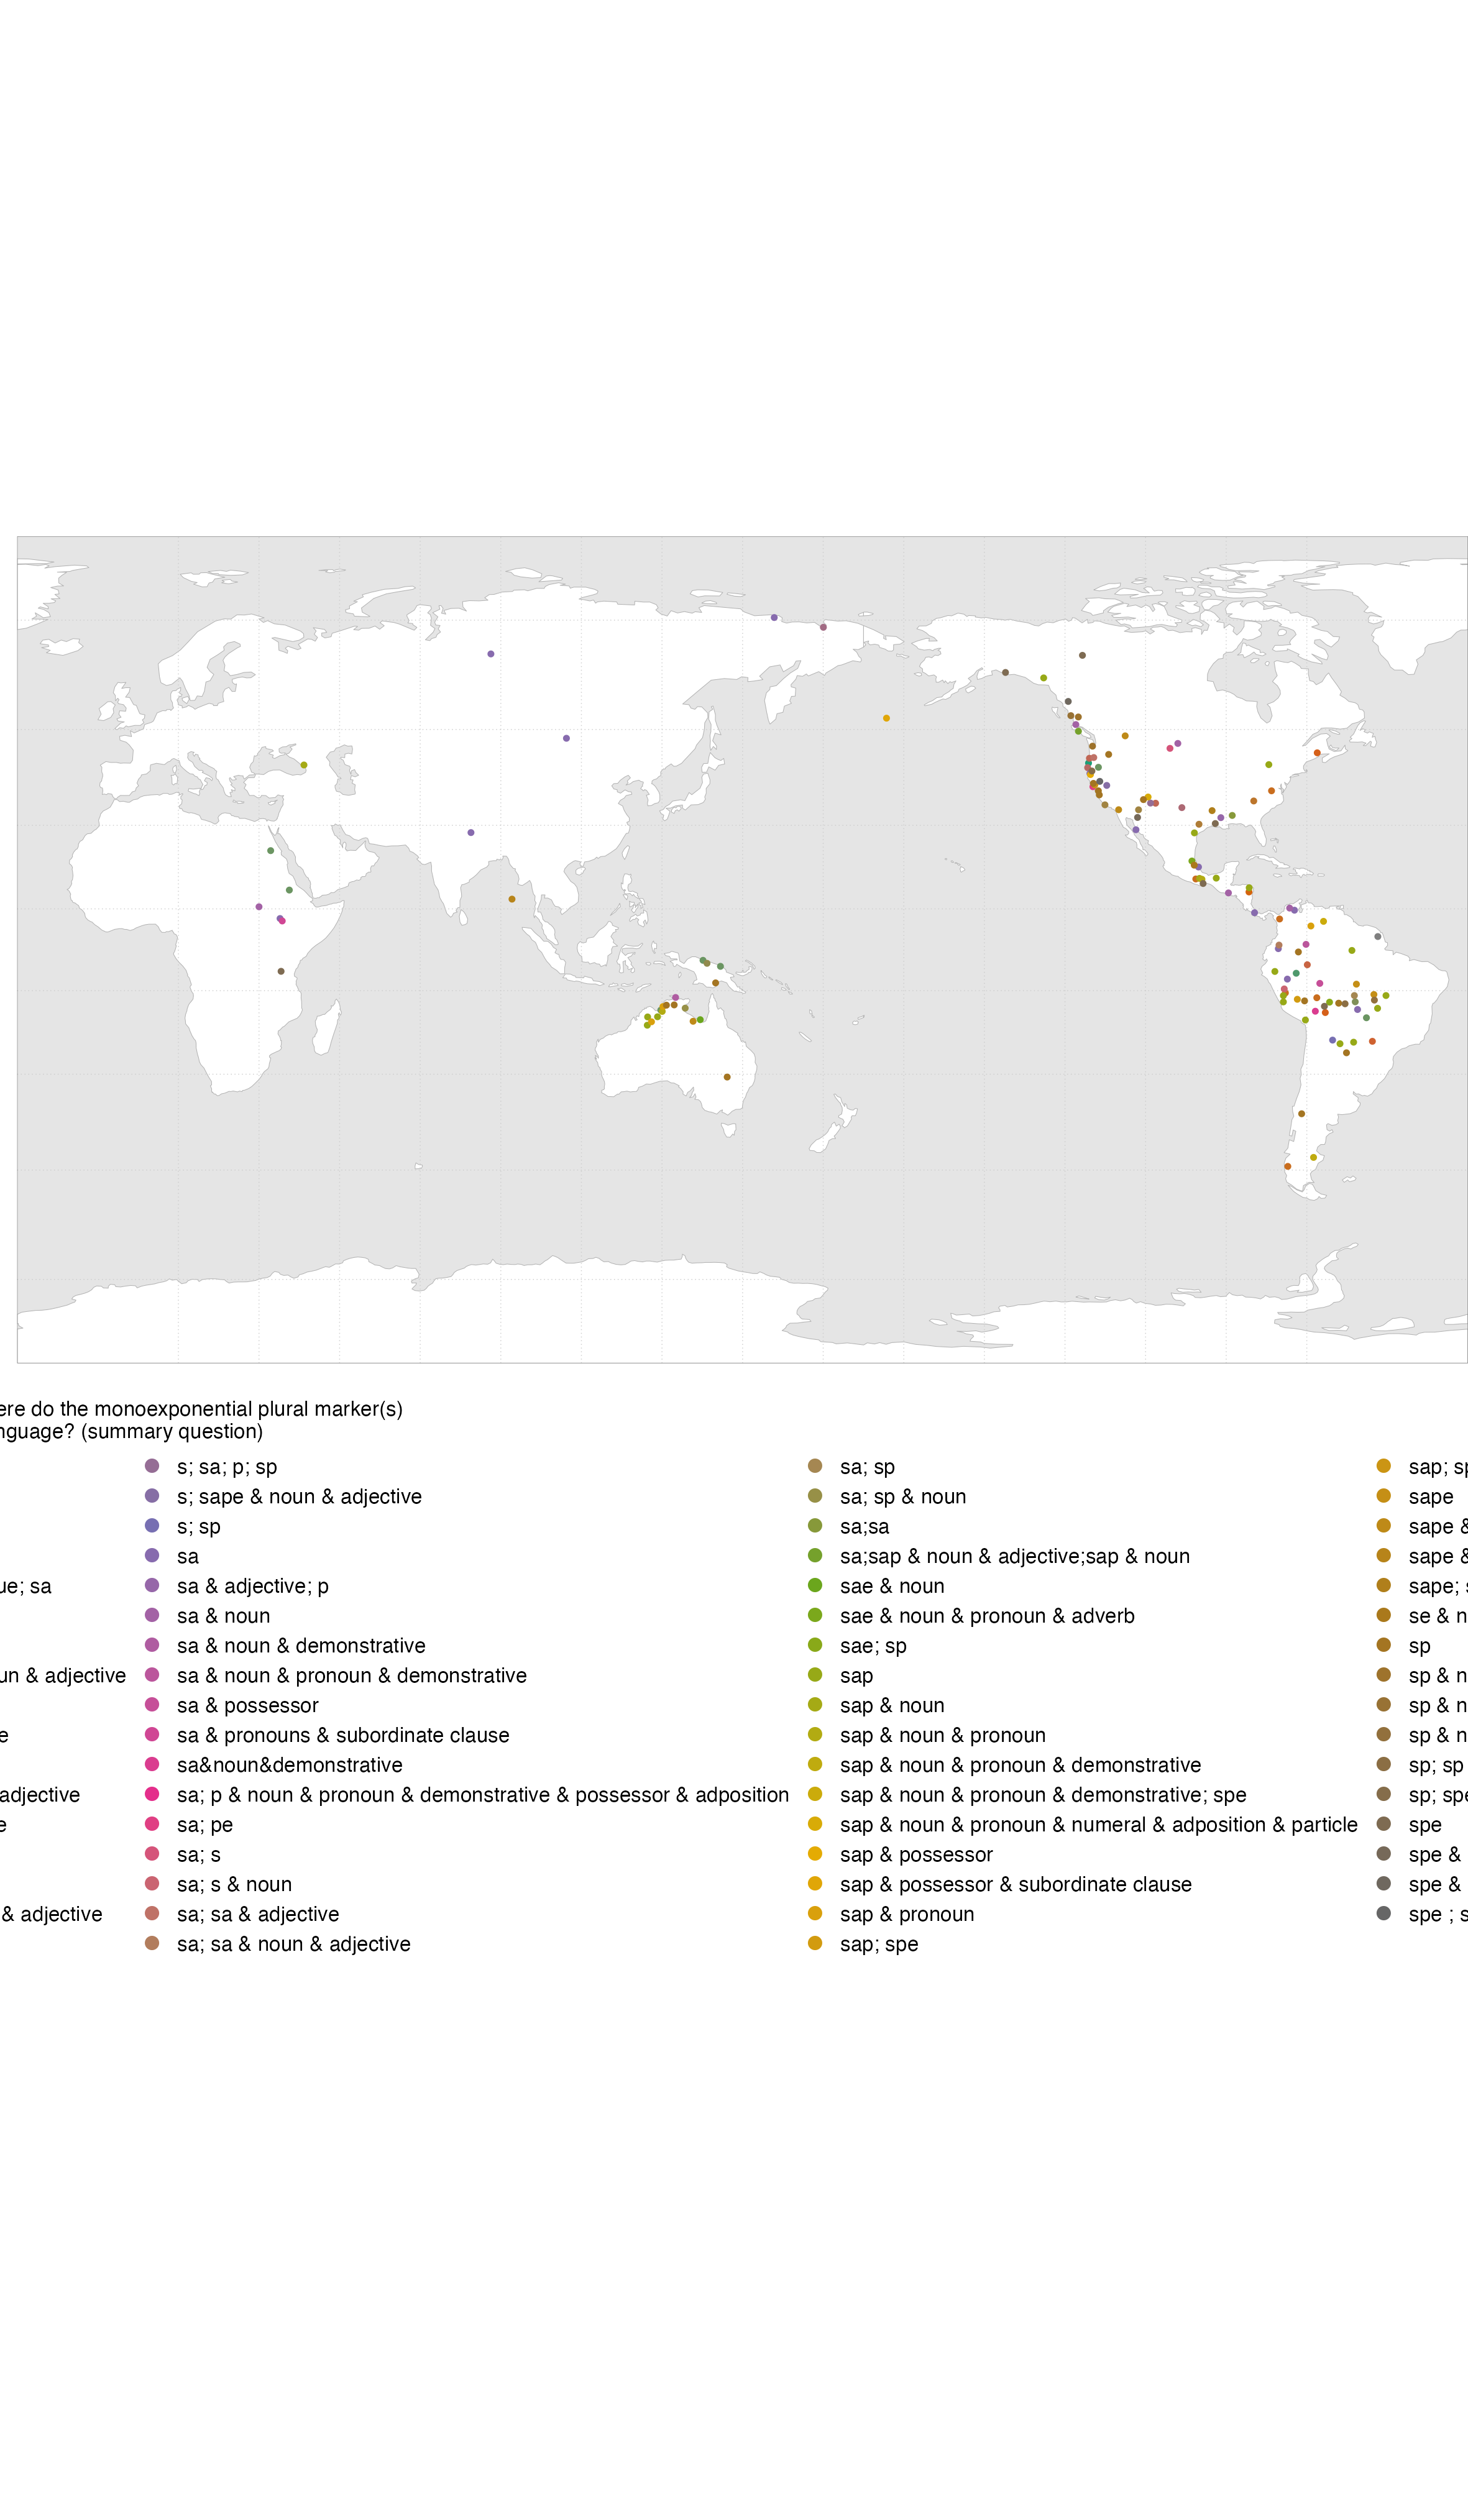 ere do the monoexponential plural marker(s)
nguage? (summary question)
ue; sa
un & adjective
e
adjective
e
& adjective
s; sa; p; sp
s; sape & noun & adjective
s; sp
sa
sa & adjective; p
sa & noun
sa & noun & demonstrative
sa & noun & pronoun & demonstrative
sa & possessor
sa & pronouns & subordinate clause
sa&noun&demonstrative
sa; p & noun & pronoun & demonstrative & possessor & adposition
sa; pe
sa; s
sa; s & noun
sa; sa & adjective
sa; sa & noun & adjective
sa; sp
sa; sp & noun
sa;sa
sa;sap & noun & adjective;sap & noun
sae & noun
sae & noun & pronoun & adverb
sae; sp
sap
sap & noun
sap & noun & pronoun
sap & noun & pronoun & demonstrative
sap & noun & pronoun & demonstrative; spe
sap & noun & pronoun & numeral & adposition & particle
sap & possessor
sap & possessor & subordinate clause
sap & pronoun
sap; spe
sap; sp
sape
sape &
sape &
sape; s
se & n
sp
sp & n
sp & n
sp & n
sp; sp
sp; spe
spe
spe &
spe &
spe ; s